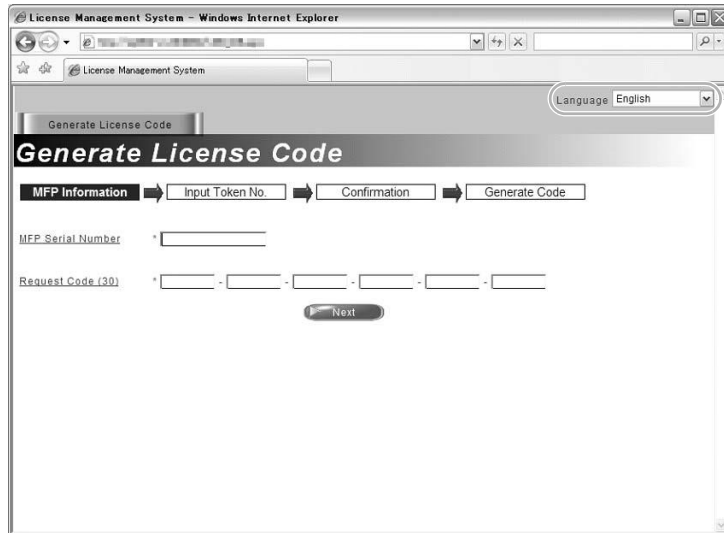 License Management System - Windows Internet Explorer
License Management System
Language English
Generate License Code
Generate License Code
MFP Information Input Token No. Confirmation Generate Code
MFP Serial Number *
Request Code (30) * - - - - -
Next